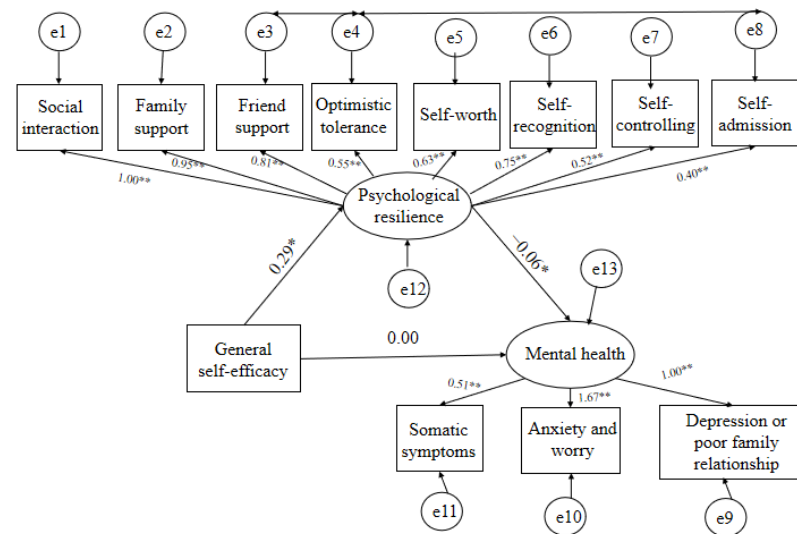 e1
e2
e3
e4
e5
e6
e7
e8
Social
interaction
Family
support
Friend
support
Optimistic
tolerance
Self-worth
Self-
recognition
Self-
controlling
Self-
admission
1.00**
0.95**
0.81**
0.55**
0.63**
0.75**
0.52**
0.40**
Psychological
resilience
0.29*
−0.06*
e12
e13
General
self-efficacy
0.00
Mental health
0.51**
1.67**
1.00**
Somatic
symptoms
Anxiety and
worry
Depression or
poor family
relationship
e11
e10
e9